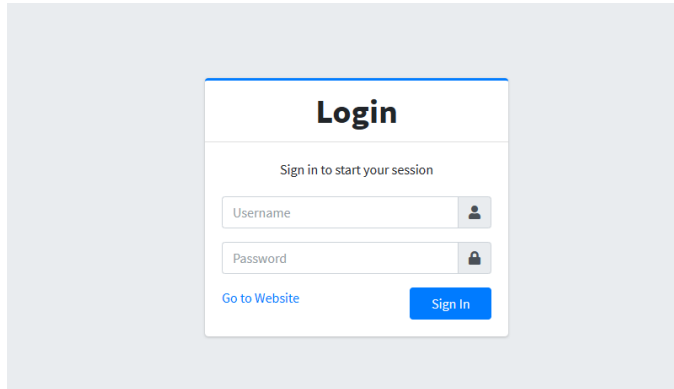 Login
Sign in to start your session
Username
Password
Go to Website
Sign In